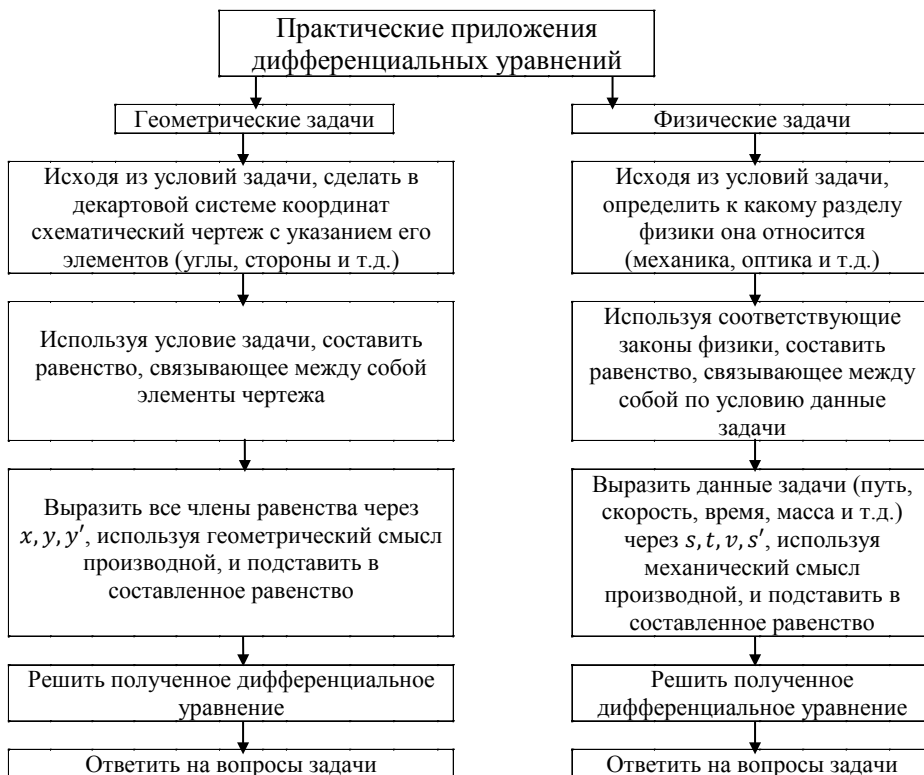 Практические приложения
дифференциальных уравнений
Геометрические задачи
Исходя из условий задачи, сделать в
декартовой системе координат
схематический чертеж с указанием его
элементов (углы, стороны и т.д.)
Используя условие задачи, составить
равенство, связывающее между собой
элементы чертежа
Выразить все члены равенства через
x, y, y′, используя геометрический смысл
производной, и подставить в
составленное равенство
Решить полученное дифференциальное
уравнение
Ответить на вопросы задачи
Физические задачи
Исходя из условий задачи,
определить к какому разделу
физики она относится
(механика, оптика и т.д.)
Используя соответствующие
законы физики, составить
равенство, связывающее между
собой по условию данные
задачи
Выразить данные задачи (путь,
скорость, время, масса и т.д.)
через s, t, v, s′, используя
механический смысл
производной, и подставить в
составленное равенство
Решить полученное
дифференциальное уравнение
Ответить на вопросы задачи